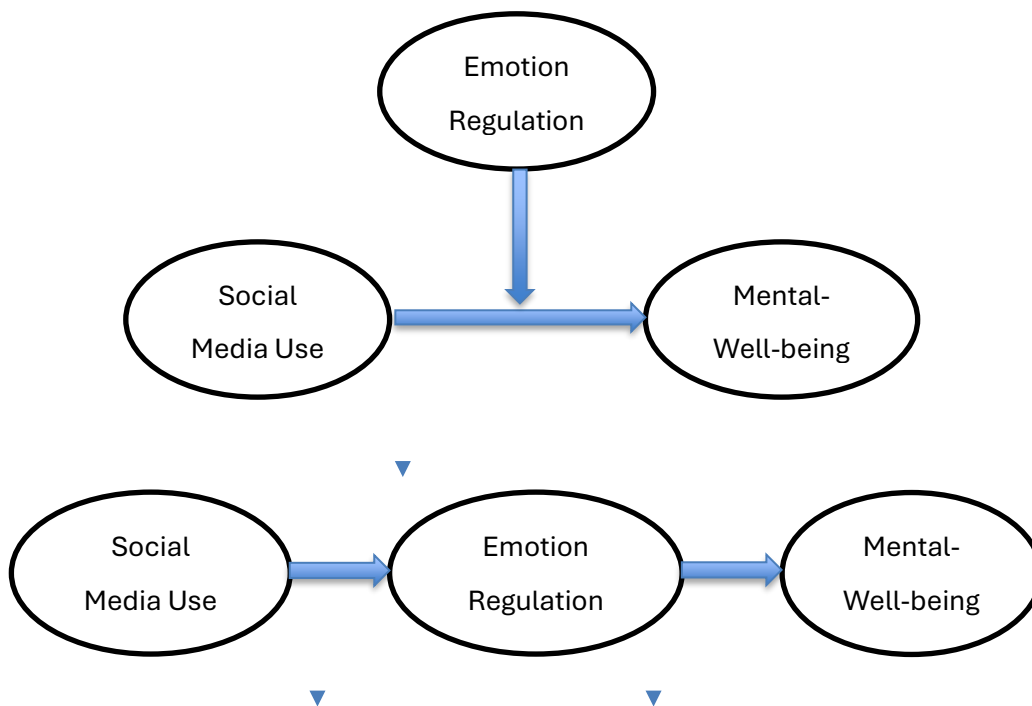 Emotion
Regulation
Social
Media Use
Mental-
Well-being
Social
Media Use
Emotion
Regulation
Mental-
Well-being